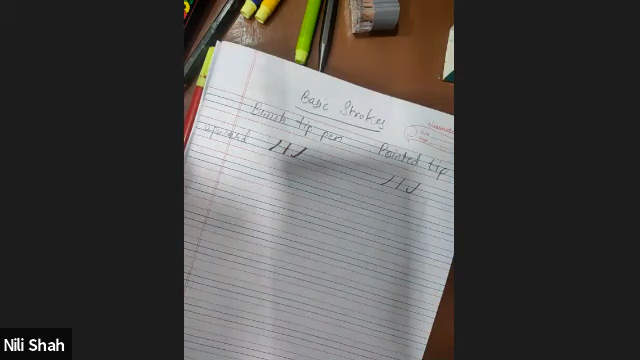 Basic Strokes
Brush tip pen
Pointed tip
upward
Nili Shah